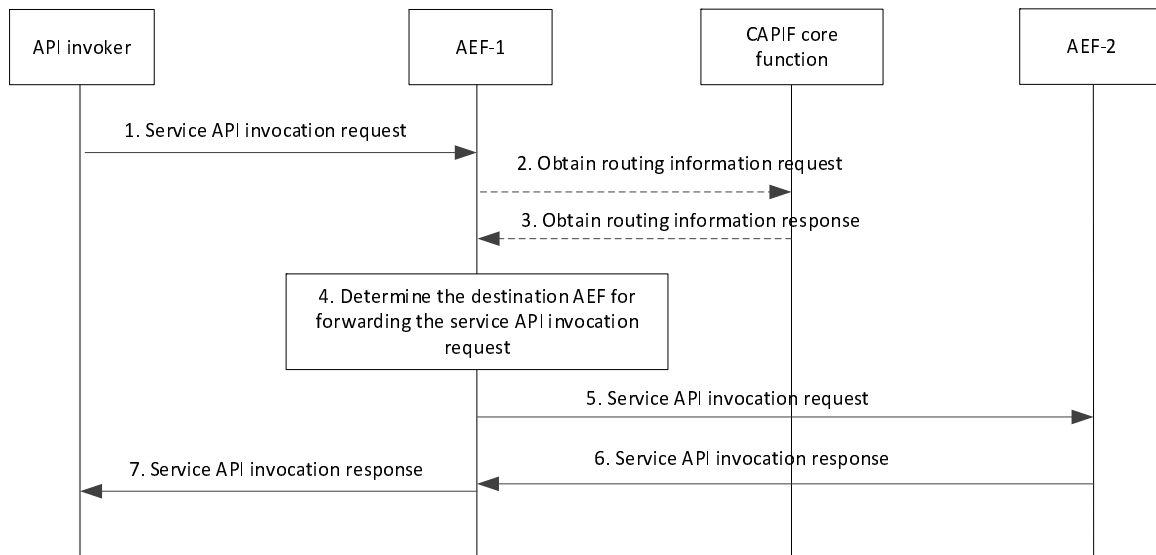 API invoker
AEF-1
CAPIF core
function
AEF-2
1. Service API invocation request
2. Obtain routing information request
3. Obtain routing information response
4. Determine the destination AEF for
forwarding the service API invocation
request
5. Service API invocation request
6. Service API invocation response
7. Service API invocation response